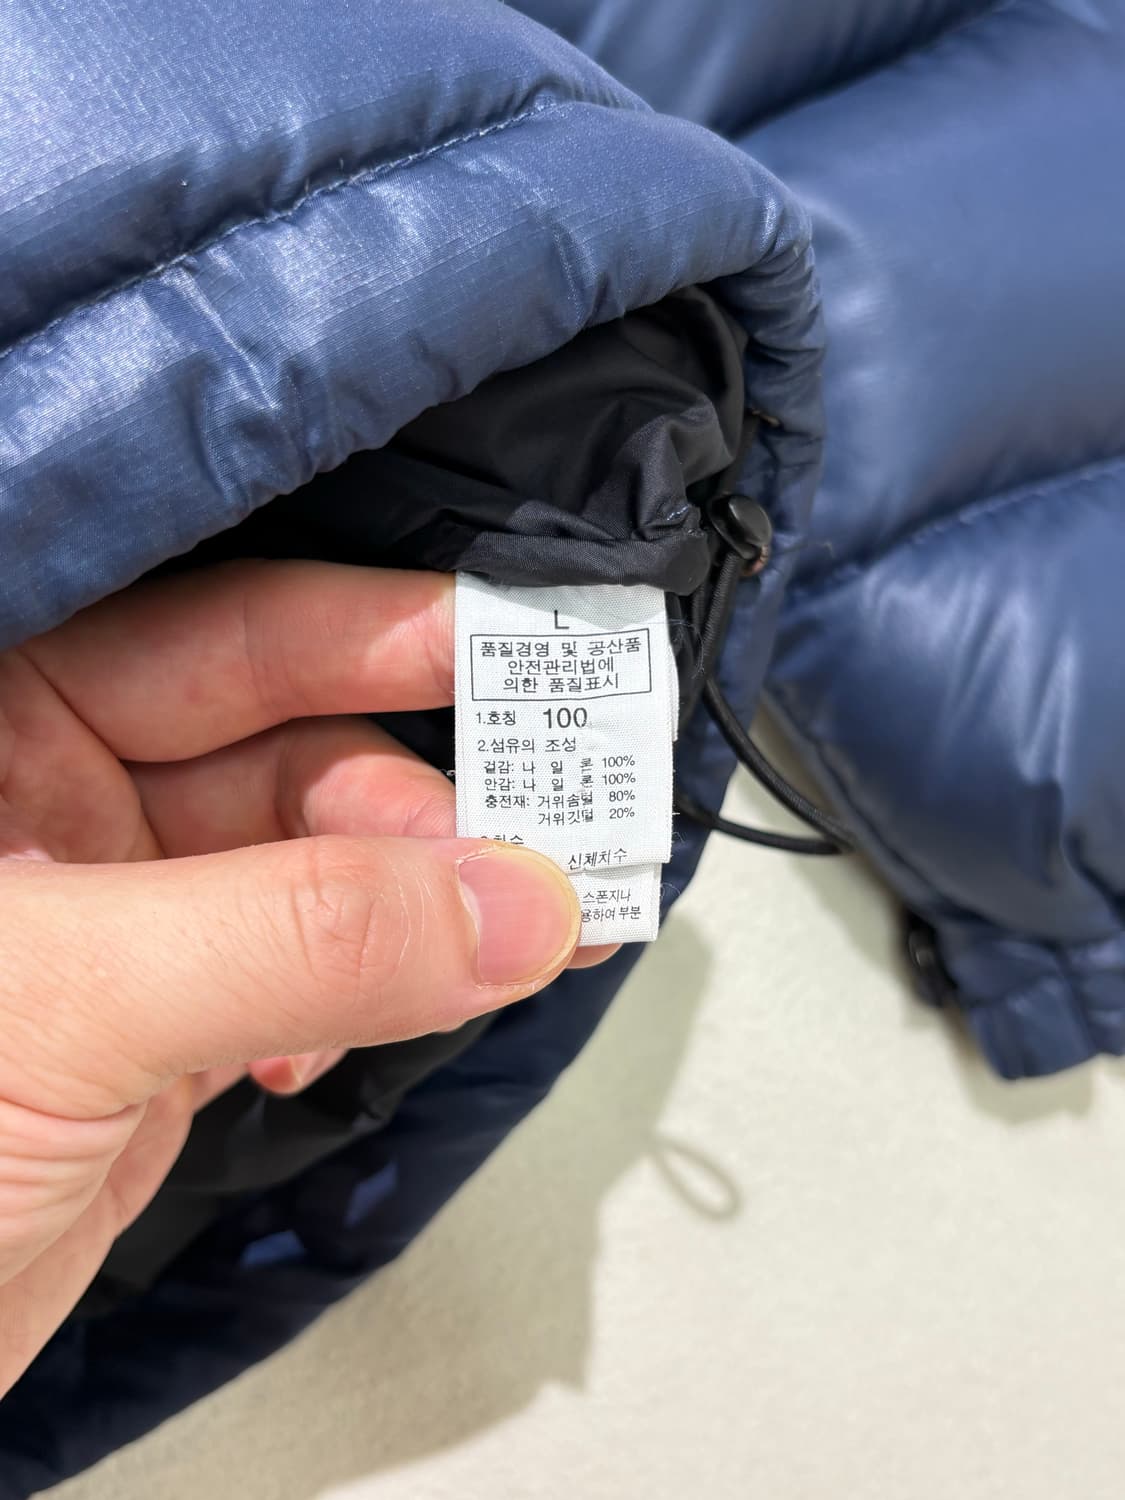 L
품질경영 및 공산품
안전관리법에
의한 품질표시
1.호칭 100
2.섬유의 조성
겉감: 나 일 론 100%
안감: 나 일 론 100%
충전재: 거위솜털 80%
거위깃털 20%
신체치수
스폰지나
용하여 부분